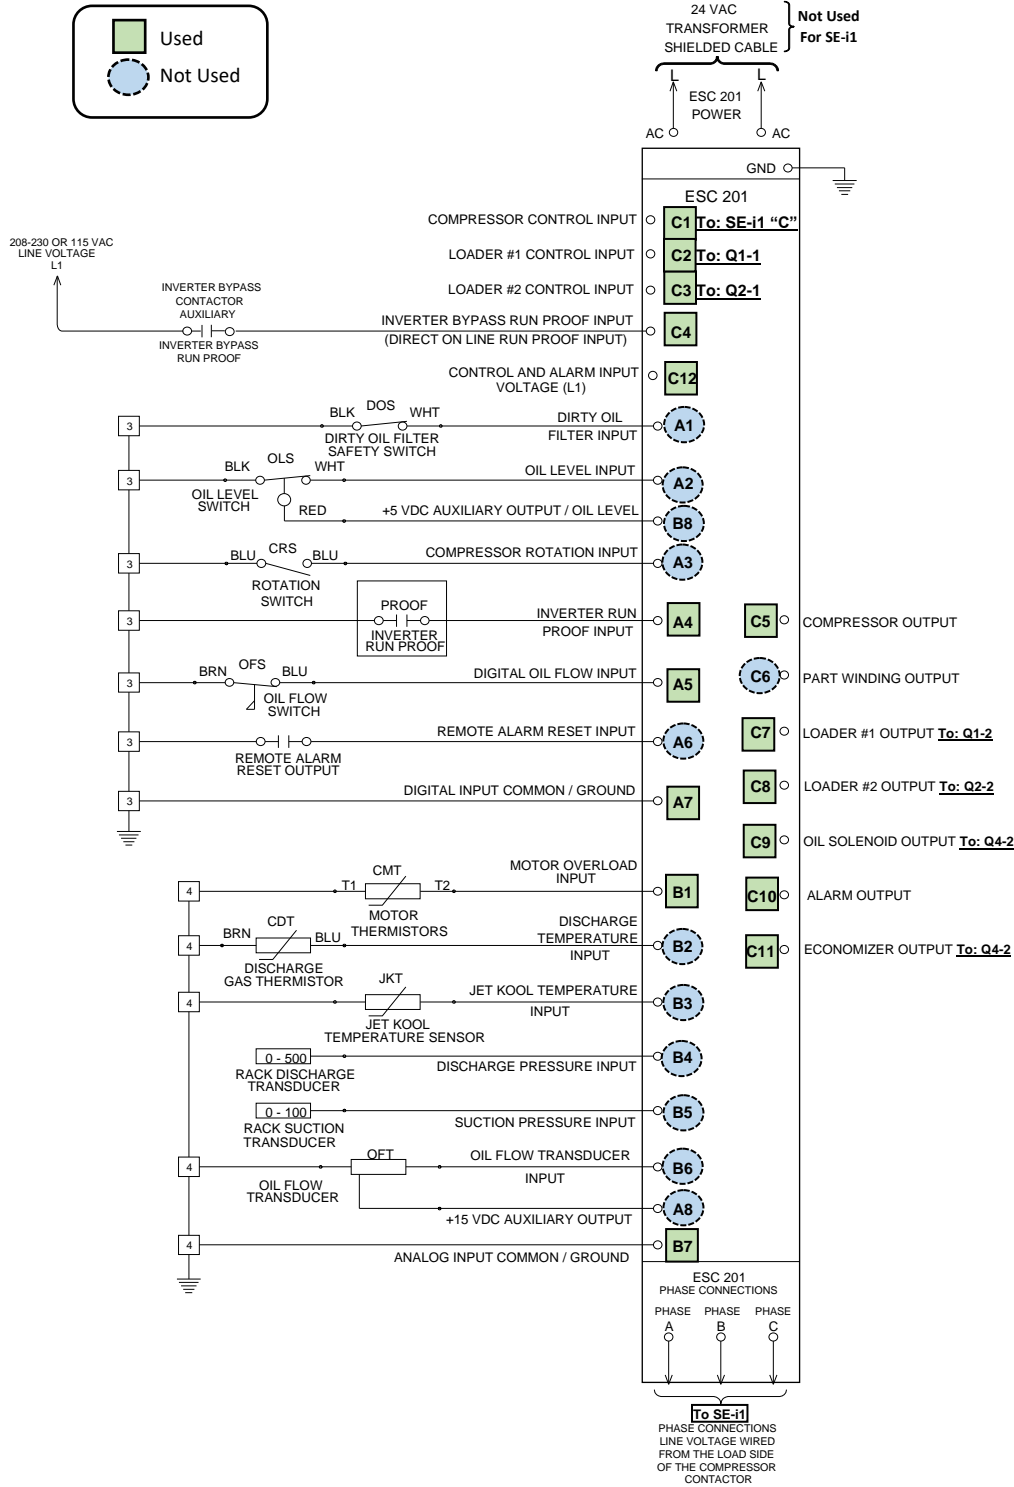 Used
Not Used
24 VAC
TRANSFORMER
SHIELDED CABLE
Not Used
For SE-i1
L
L
ESC 201
POWER
AC
AC
GND
ESC 201
COMPRESSOR CONTROL INPUT
C1
To: SE-i1 “C”
LOADER #1 CONTROL INPUT
C2
To: Q1-1
LOADER #2 CONTROL INPUT
C3
To: Q2-1
208-230 OR 115 VAC
LINE VOLTAGE
L1
INVERTER BYPASS
CONTACTOR
AUXILIARY
INVERTER BYPASS
RUN PROOF
INVERTER BYPASS RUN PROOF INPUT
(DIRECT ON LINE RUN PROOF INPUT)
C4
CONTROL AND ALARM INPUT
VOLTAGE (L1)
C12
3
BLK
DOS
WHT
DIRTY OIL FILTER
SAFETY SWITCH
DIRTY OIL
FILTER INPUT
A1
3
BLK
OLS
WHT
OIL LEVEL
SWITCH
RED
OIL LEVEL INPUT
A2
+5 VDC AUXILIARY OUTPUT / OIL LEVEL
B8
3
BLU
CRS
BLU
ROTATION
SWITCH
COMPRESSOR ROTATION INPUT
A3
3
PROOF
INVERTER
RUN PROOF
INVERTER RUN
PROOF INPUT
A4
C5
COMPRESSOR OUTPUT
3
BRN
OFS
BLU
OIL FLOW
SWITCH
DIGITAL OIL FLOW INPUT
A5
C6
PART WINDING OUTPUT
3
REMOTE ALARM
RESET OUTPUT
REMOTE ALARM RESET INPUT
A6
C7
LOADER #1 OUTPUT To: Q1-2
3
DIGITAL INPUT COMMON / GROUND
A7
C8
LOADER #2 OUTPUT To: Q2-2
C9
OIL SOLENOID OUTPUT To: Q4-2
4
T1
CMT
T2
MOTOR
THERMISTORS
MOTOR OVERLOAD
INPUT
B1
C10
ALARM OUTPUT
4
BRN
CDT
BLU
DISCHARGE
GAS THERMISTOR
DISCHARGE
TEMPERATURE
INPUT
B2
C11
ECONOMIZER OUTPUT To: Q4-2
4
JKT
JET KOOL
TEMPERATURE SENSOR
JET KOOL TEMPERATURE
INPUT
B3
0 - 500
RACK DISCHARGE
TRANSDUCER
DISCHARGE PRESSURE INPUT
B4
0 - 100
RACK SUCTION
TRANSDUCER
SUCTION PRESSURE INPUT
B5
4
OFT
OIL FLOW
TRANSDUCER
OIL FLOW TRANSDUCER
INPUT
B6
+15 VDC AUXILIARY OUTPUT
A8
4
ANALOG INPUT COMMON / GROUND
B7
ESC 201
PHASE CONNECTIONS
PHASE
A
PHASE
B
PHASE
C
To SE-i1
PHASE CONNECTIONS
LINE VOLTAGE WIRED
FROM THE LOAD SIDE
OF THE COMPRESSOR
CONTACTOR